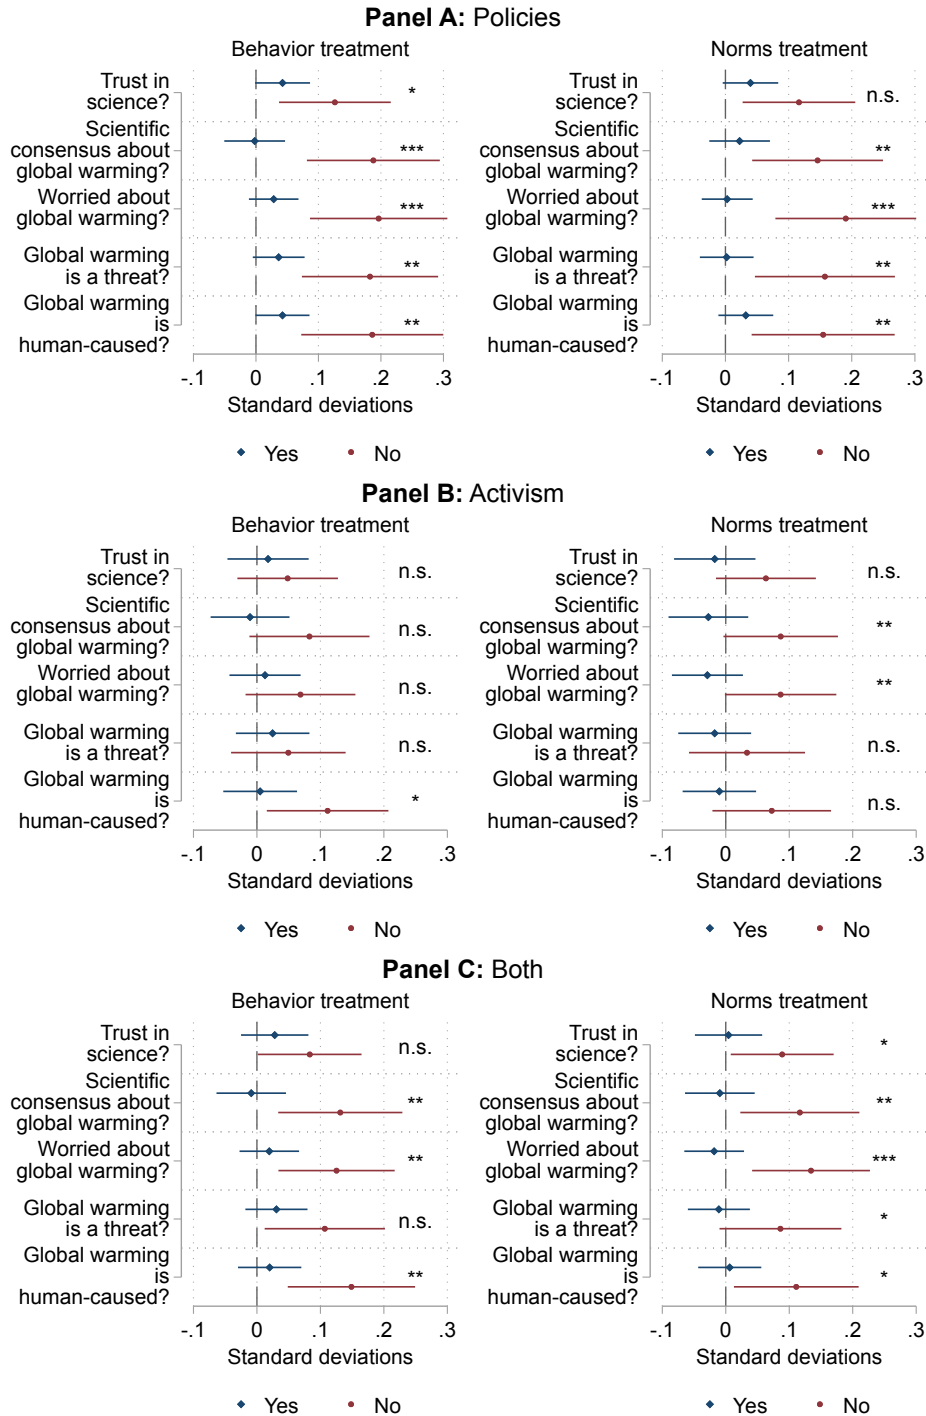 Panel A: Policies
Behavior treatment
Trust in
science?
*
Scientific
consensus about
global warming?
***
Worried about
global warming?
***
Global warming
is a threat?
**
Global warming
is
human-caused?
**
-.1 0 .1 .2 .3
Standard deviations
Yes No
Norms treatment
Trust in
science?
n.s.
Scientific
consensus about
global warming?
**
Worried about
global warming?
***
Global warming
is a threat?
**
Global warming
is
human-caused?
**
-.1 0 .1 .2 .3
Standard deviations
Yes No
Panel B: Activism
Behavior treatment
Trust in
science?
n.s.
Scientific
consensus about
global warming?
n.s.
Worried about
global warming?
n.s.
Global warming
is a threat?
n.s.
Global warming
is
human-caused?
*
-.1 0 .1 .2 .3
Standard deviations
Yes No
Norms treatment
Trust in
science?
n.s.
Scientific
consensus about
global warming?
**
Worried about
global warming?
**
Global warming
is a threat?
n.s.
Global warming
is
human-caused?
n.s.
-.1 0 .1 .2 .3
Standard deviations
Yes No
Panel C: Both
Behavior treatment
Trust in
science?
n.s.
Scientific
consensus about
global warming?
**
Worried about
global warming?
**
Global warming
is a threat?
n.s.
Global warming
is
human-caused?
**
-.1 0 .1 .2 .3
Standard deviations
Yes No
Norms treatment
Trust in
science?
*
Scientific
consensus about
global warming?
**
Worried about
global warming?
***
Global warming
is a threat?
*
Global warming
is
human-caused?
*
-.1 0 .1 .2 .3
Standard deviations
Yes No